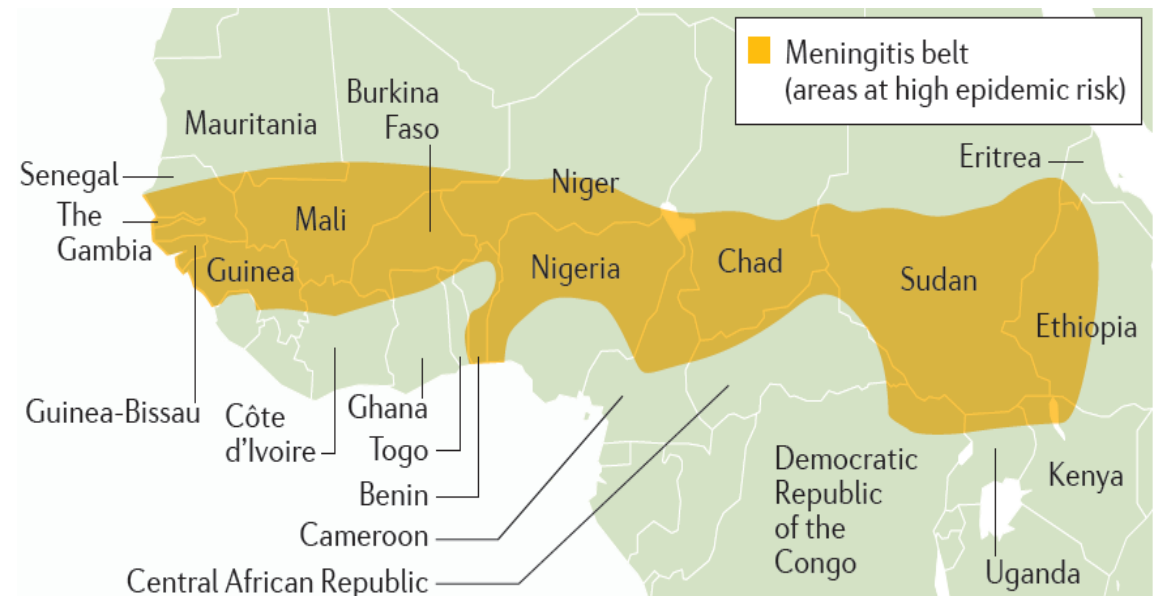 Meningitis belt
(areas at high epidemic risk)
Burkina
Faso
Mauritania
Eritrea
Senegal
Niger
The
Gambia
Mali
Guinea
Nigeria
Chad
Sudan
Ethiopia
Guinea-Bissau
Côte
d'Ivoire
Ghana
Togo
Benin
Cameroon
Central African Republic
Democratic
Republic
of the
Congo
Kenya
Uganda